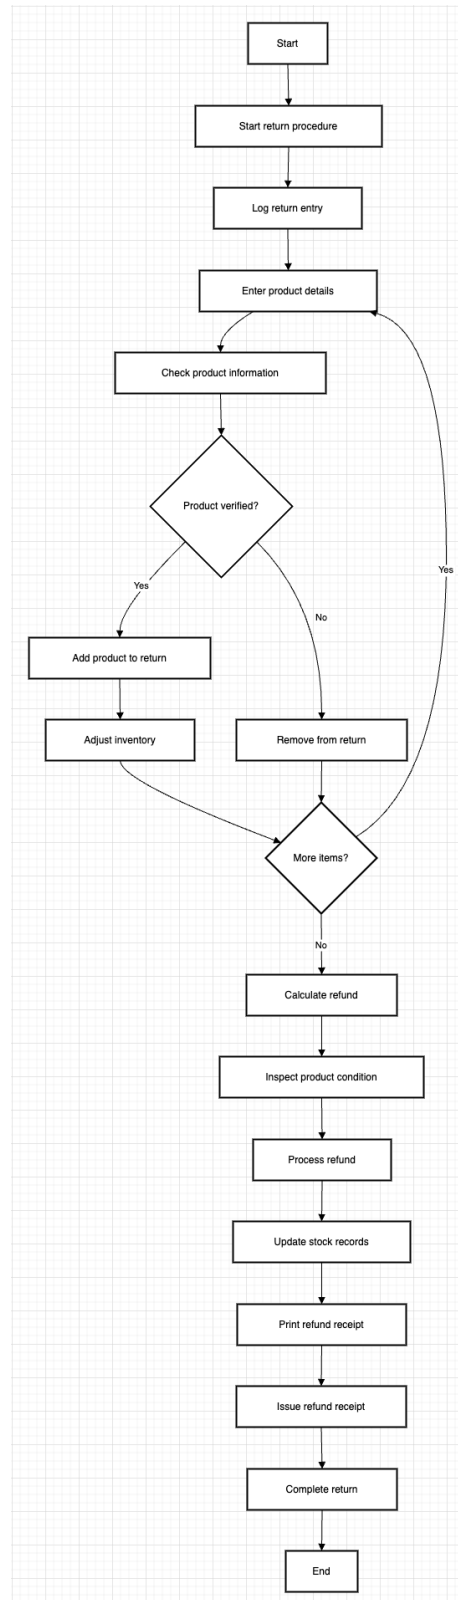 Start
Start return procedure
Log return entry
Enter product details
Check product information
Product verified?
Yes
No
Yes
Add product to return
Adjust inventory
Remove from return
More items?
No
Calculate refund
Inspect product condition
Process refund
Update stock records
Print refund receipt
Issue refund receipt
Complete return
End